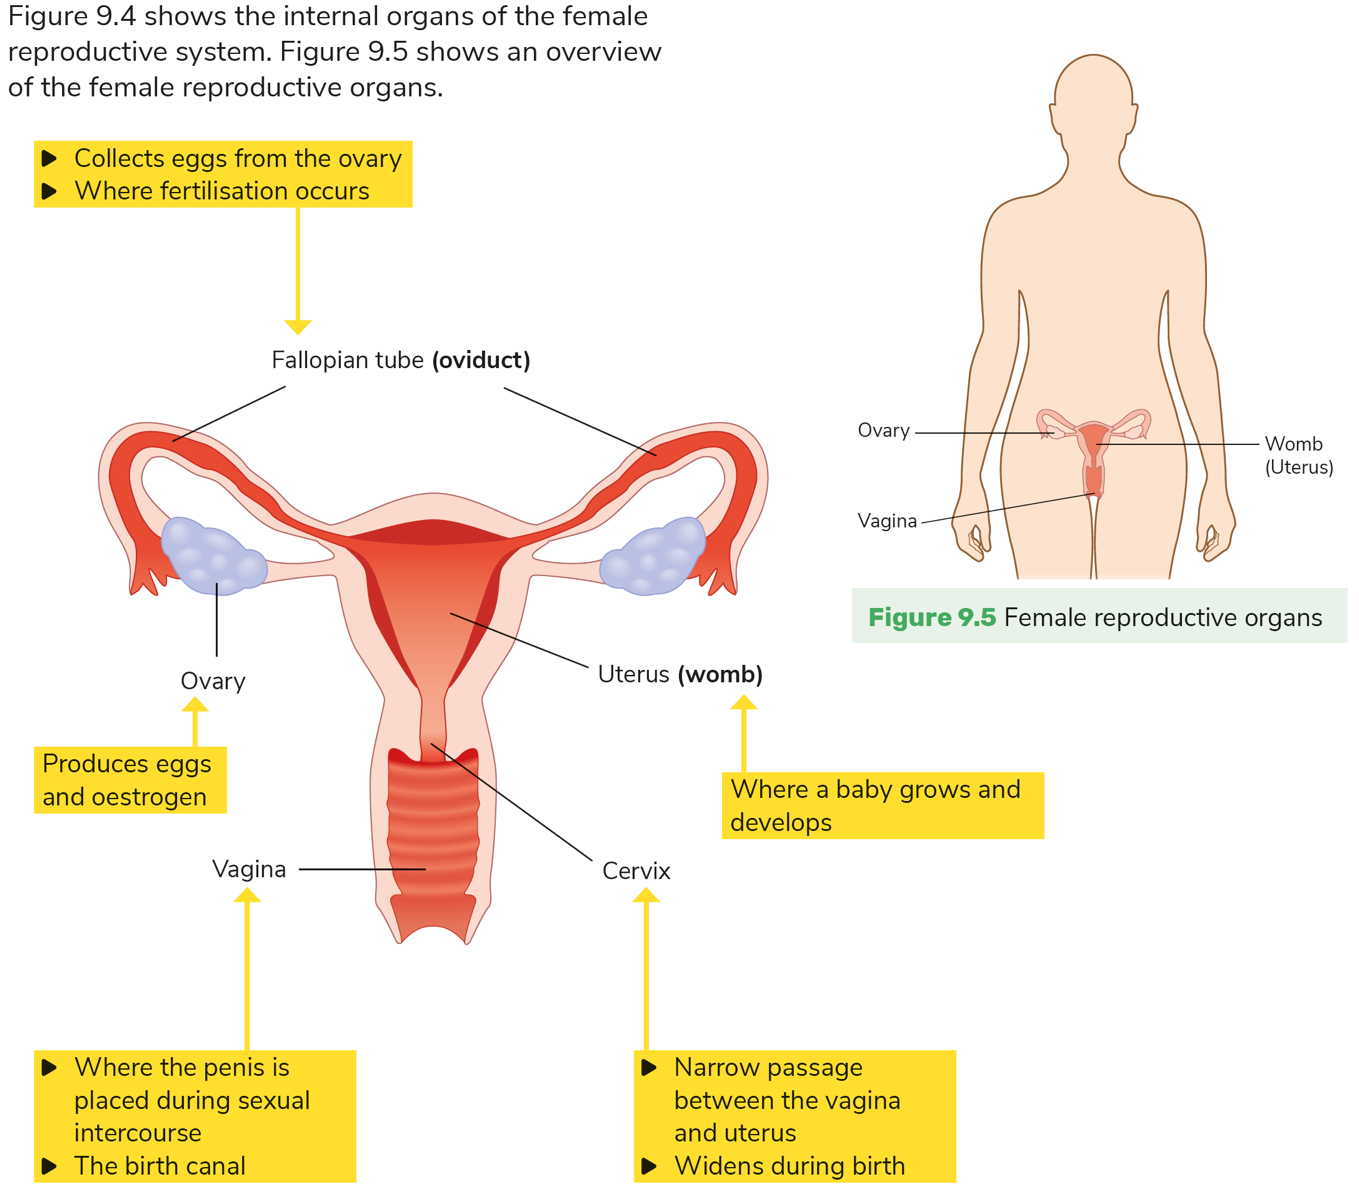 Figure 9.4 shows the internal organs of the female
reproductive system. Figure 9.5 shows an overview
of the female reproductive organs.
▶ Collects eggs from the ovary
▶ Where fertilisation occurs
Fallopian tube (oviduct)
Ovary
Produces eggs
and oestrogen
Uterus (womb)
Where a baby grows and
develops
Vagina
Cervix
▶ Where the penis is
placed during sexual
intercourse
▶ The birth canal
▶ Narrow passage
between the vagina
and uterus
▶ Widens during birth
Ovary
Womb
(Uterus)
Vagina
Figure 9.5 Female reproductive organs